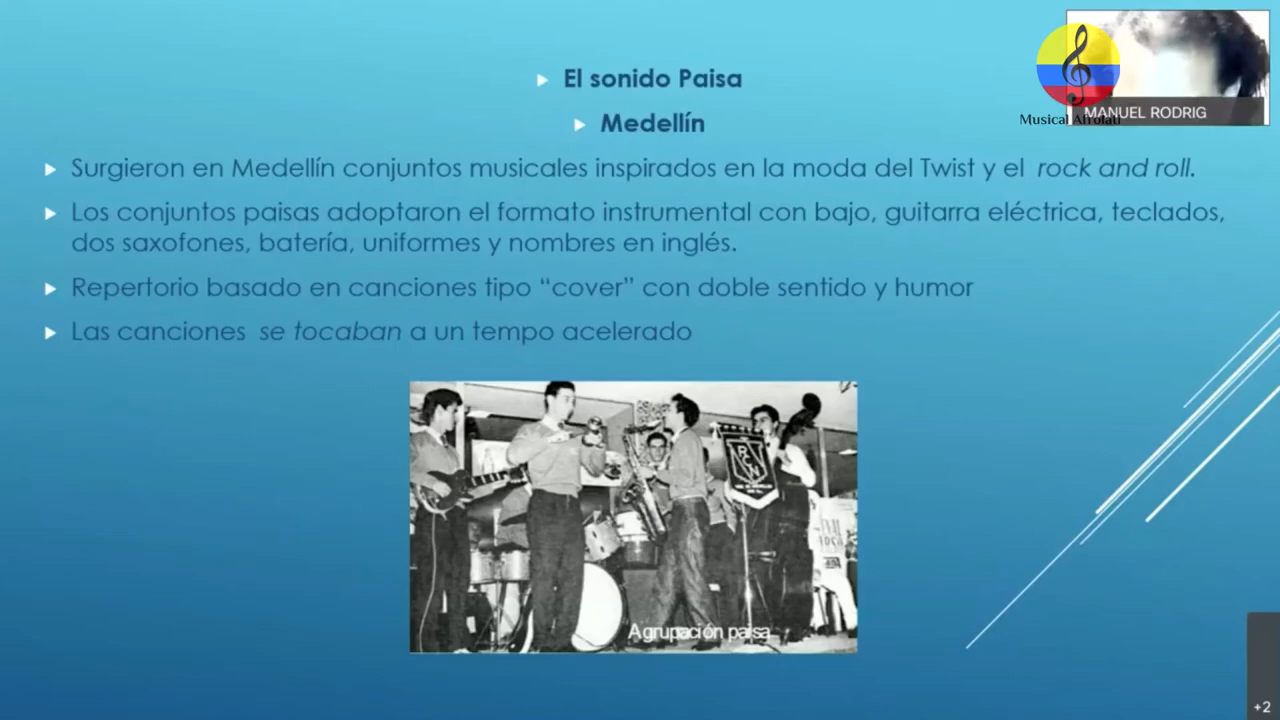 El sonido Paisa
Medellín
Surgieron en Medellín conjuntos musicales inspirados en la moda del Twist y el rock and roll.
Los conjuntos paisas adoptaron el formato instrumental con bajo, guitarra eléctrica, teclados,
dos saxofones, batería, uniformes y nombres en inglés.
Repertorio basado en canciones tipo “cover” con doble sentido y humor
Las canciones se tocaban a un tempo acelerado
MANUEL RODRIG
Musical Afrolati
RCN
Agrupación paisa
+2